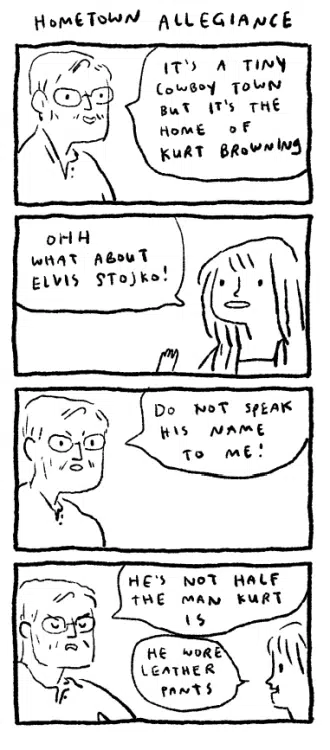 HOMETOWN ALLEGIANCE
IT'S A TINY
COWBOY TOWN
BUT IT'S THE
HOME OF
KURT BROWNING
OHH
WHAT ABOUT
ELVIS STOJKO!
DO NOT SPEAK
HIS NAME
TO ME!
HE'S NOT HALF
THE MAN KURT
IS
HE WORE
LEATHER
PANTS